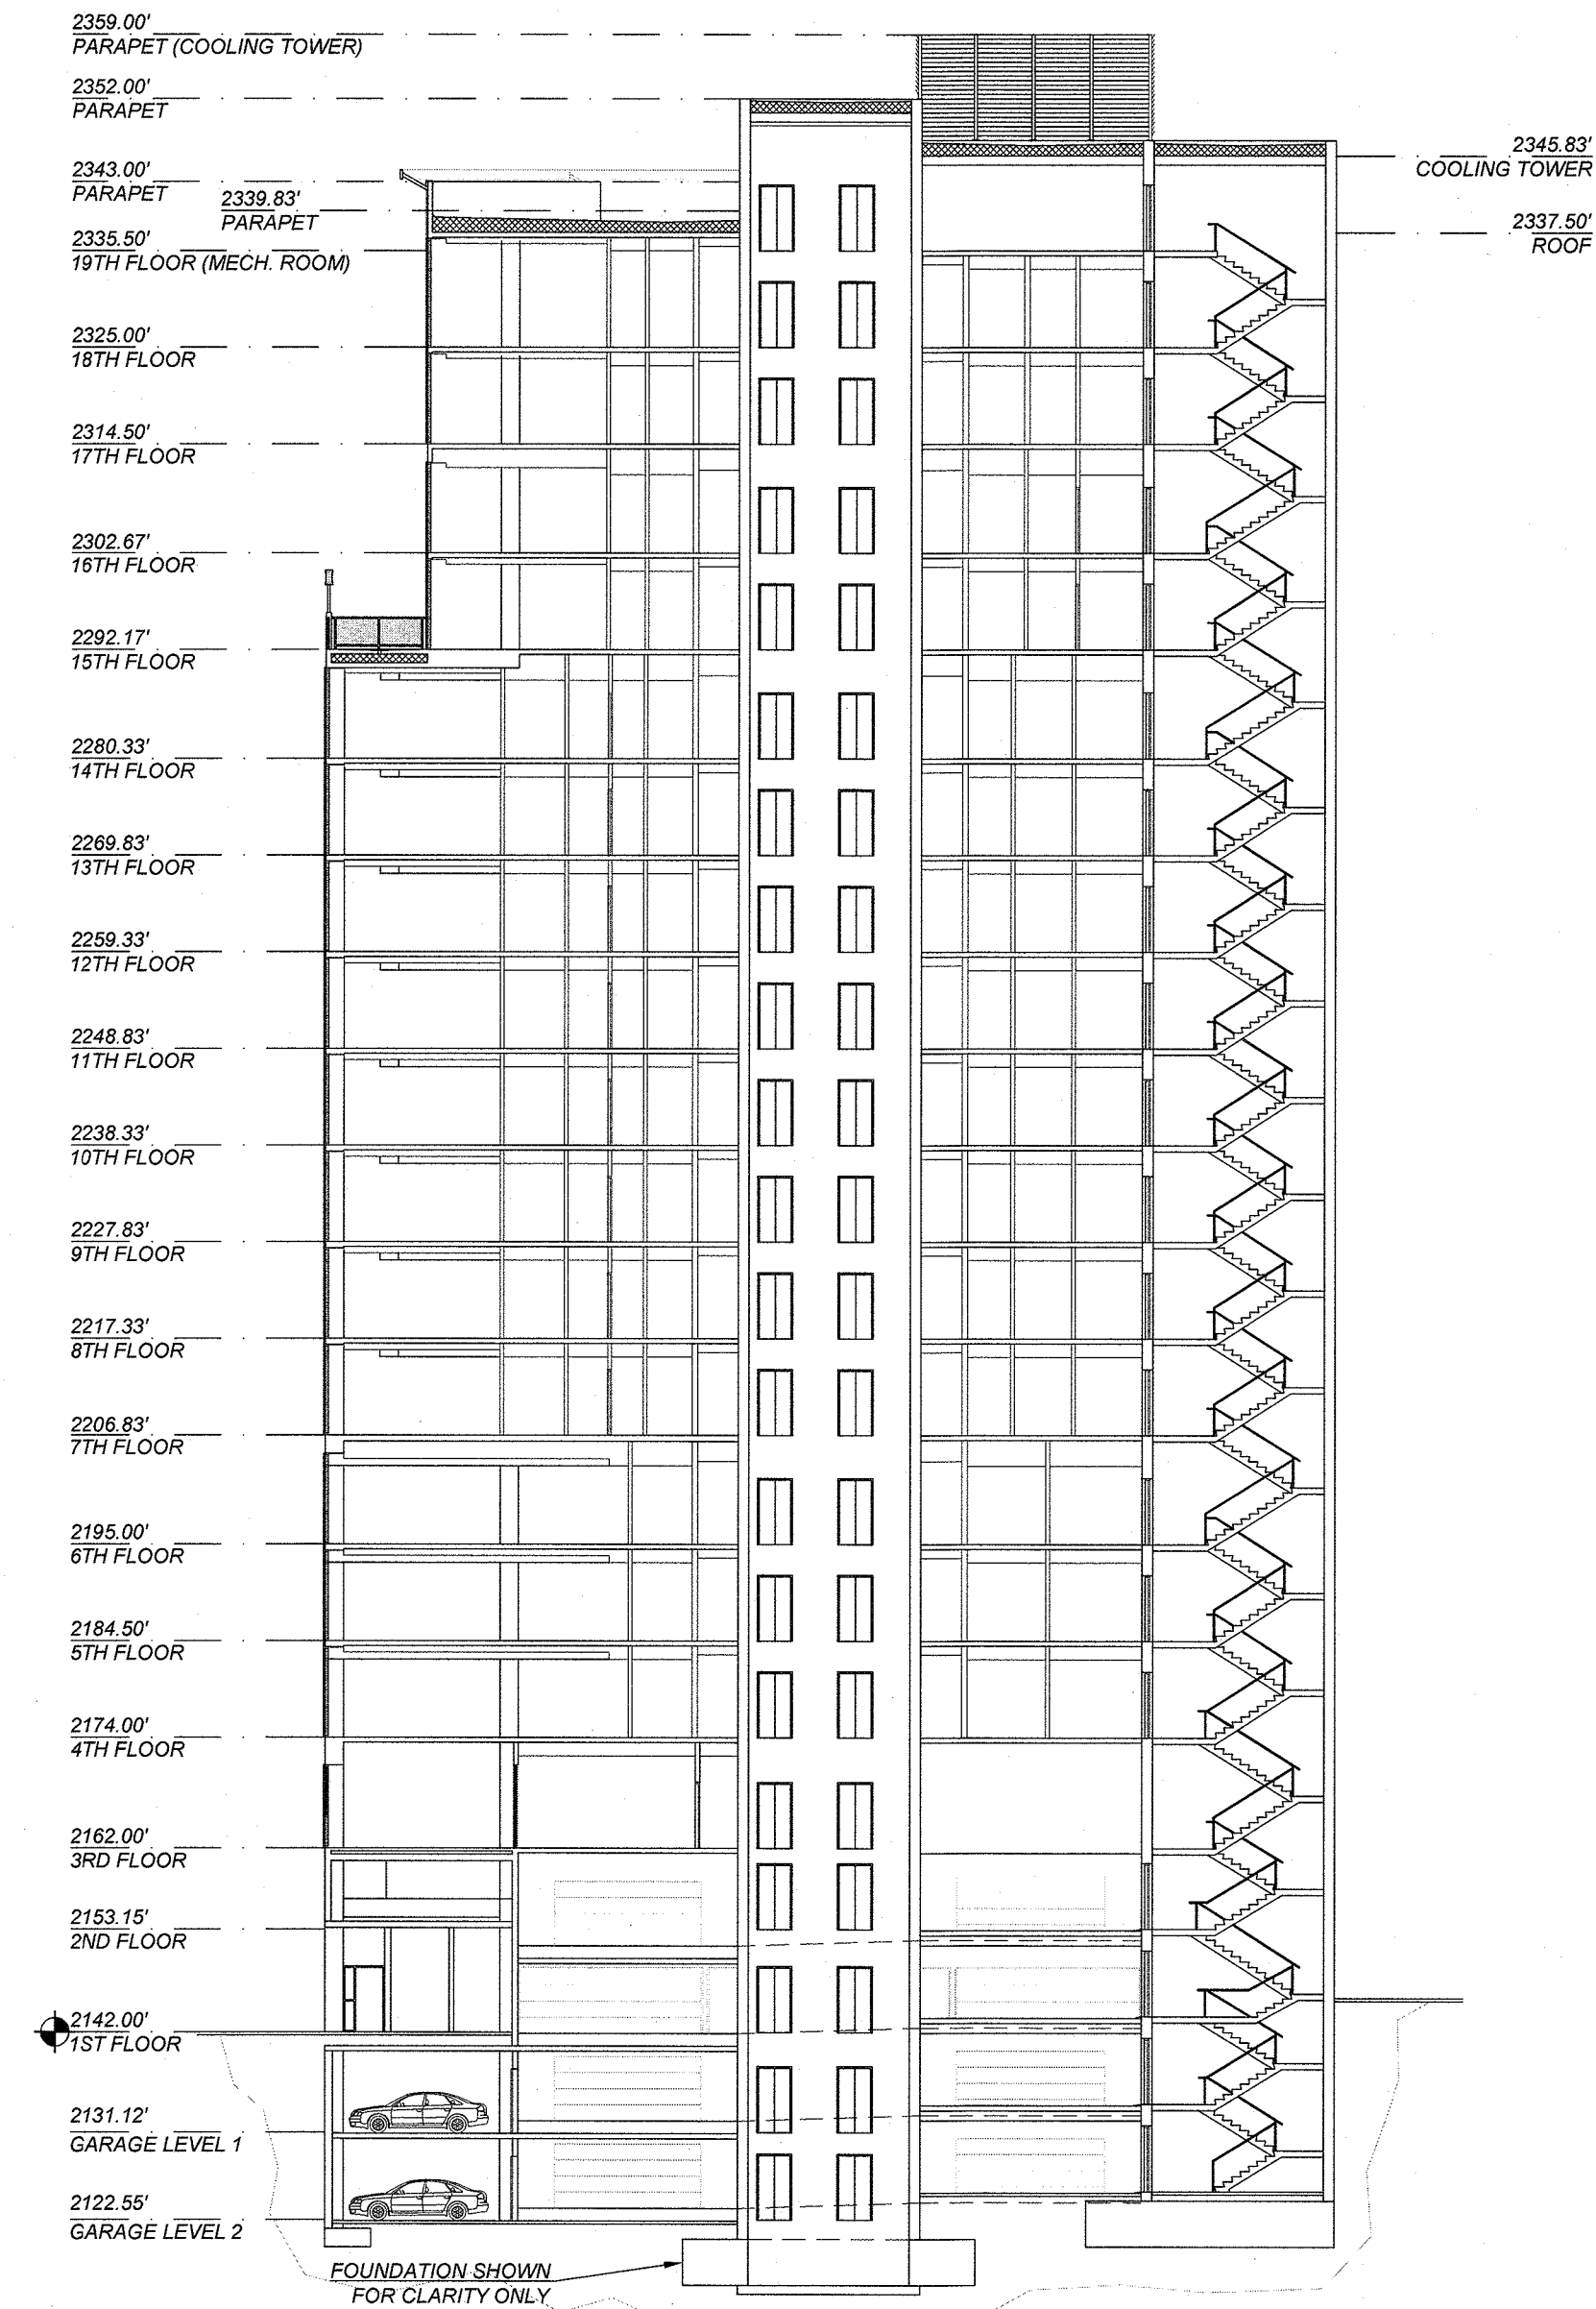 2359.00'
PARAPET (COOLING TOWER)
2352.00'
PARAPET
2345.83'
COOLING TOWER
2343.00'
PARAPET
2339.83'
PARAPET
2337.50'
ROOF
2335.50'
19TH FLOOR (MECH. ROOM)
2325.00'
18TH FLOOR
2314.50'
17TH FLOOR
2302.67'
16TH FLOOR
2292.17'
15TH FLOOR
2280.33'
14TH FLOOR
2269.83'
13TH FLOOR
2259.33'
12TH FLOOR
2248.83'
11TH FLOOR
2238.33'
10TH FLOOR
2227.83'
9TH FLOOR
2217.33'
8TH FLOOR
2206.83'
7TH FLOOR
2195.00'
6TH FLOOR
2184.50'
5TH FLOOR
2174.00'
4TH FLOOR
2162.00'
3RD FLOOR
2153.15'
2ND FLOOR
2142.00'
1ST FLOOR
2131.12'
GARAGE LEVEL 1
2122.55'
GARAGE LEVEL 2
FOUNDATION SHOWN
FOR CLARITY ONLY